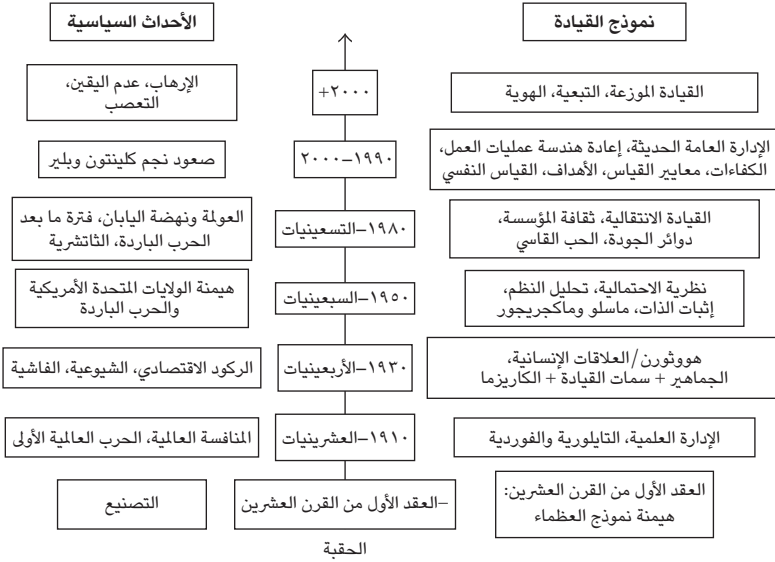 نموذج القيادة
الأحداث السياسية
القيادة الموزعة، التبعية، الهوية
٢٠٠٠+
الإرهاب، عدم اليقين،
التعصب
الإدارة العامة الحديثة، إعادة هندسة عمليات العمل،
الكفاءات، معايير القياس، الأهداف، القياس النفسي
١٩٩٠–٢٠٠٠
صعود نجم كلينتون وبلير
القيادة الانتقالية، ثقافة المؤسسة،
دوائر الجودة، الحب القاسي
١٩٨٠–التسعينيات
العولمة ونهضة اليابان، فترة ما بعد
الحرب الباردة، الثاتشرية
نظرية الاحتمالية، تحليل النظم،
إثبات الذات، ماسلو وماكجريجور
١٩٥٠–السبعينيات
هيمنة الولايات المتحدة الأمريكية
والحرب الباردة
هووثورن/العلاقات الإنسانية،
الجماهير + سمات القيادة + الكاريزما
١٩٣٠–الأربعينيات
الركود الاقتصادي، الشيوعية، الفاشية
الإدارة العلمية، التايلورية والفوردية
١٩١٠–العشرينيات
المنافسة العالمية، الحرب العالمية الأولى
العقد الأول من القرن العشرين:
هيمنة نموذج العظماء
–العقد الأول من القرن العشرين
التصنيع
الحقبة